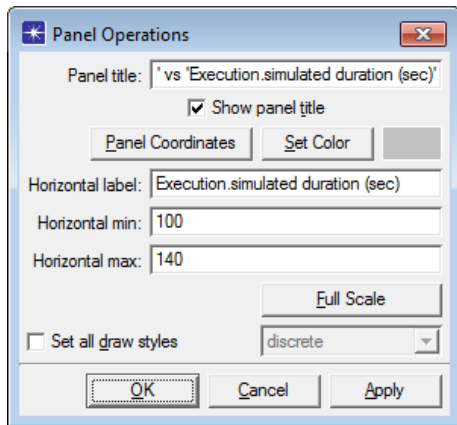 Panel Operations
Panel title: ' vs 'Execution.simulated duration (sec)'
Show panel title
Panel Coordinates Set Color
Horizontal label: Execution.simulated duration (sec)
Horizontal min: 100
Horizontal max: 140
Full Scale
Set all draw styles discrete
OK Cancel Apply